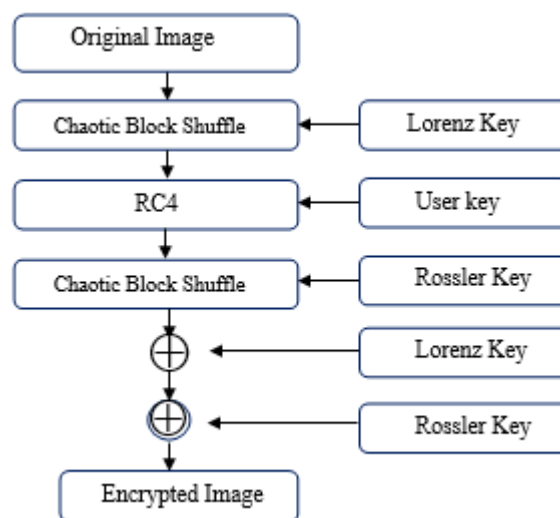 Original Image
Chaotic Block Shuffle
Lorenz Key
RC4
User key
Chaotic Block Shuffle
Rossler Key
Lorenz Key
Rossler Key
Encrypted Image